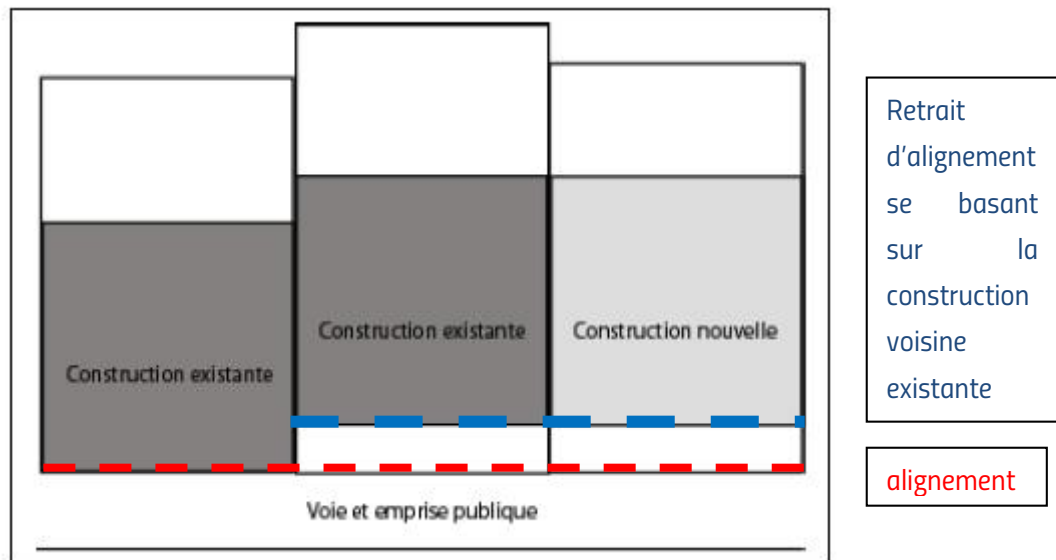 Construction existante
Construction existante
Construction nouvelle
Voie et emprise publique
Retrait
d'alignement
se basant
sur la
construction
voisine
existante
alignement